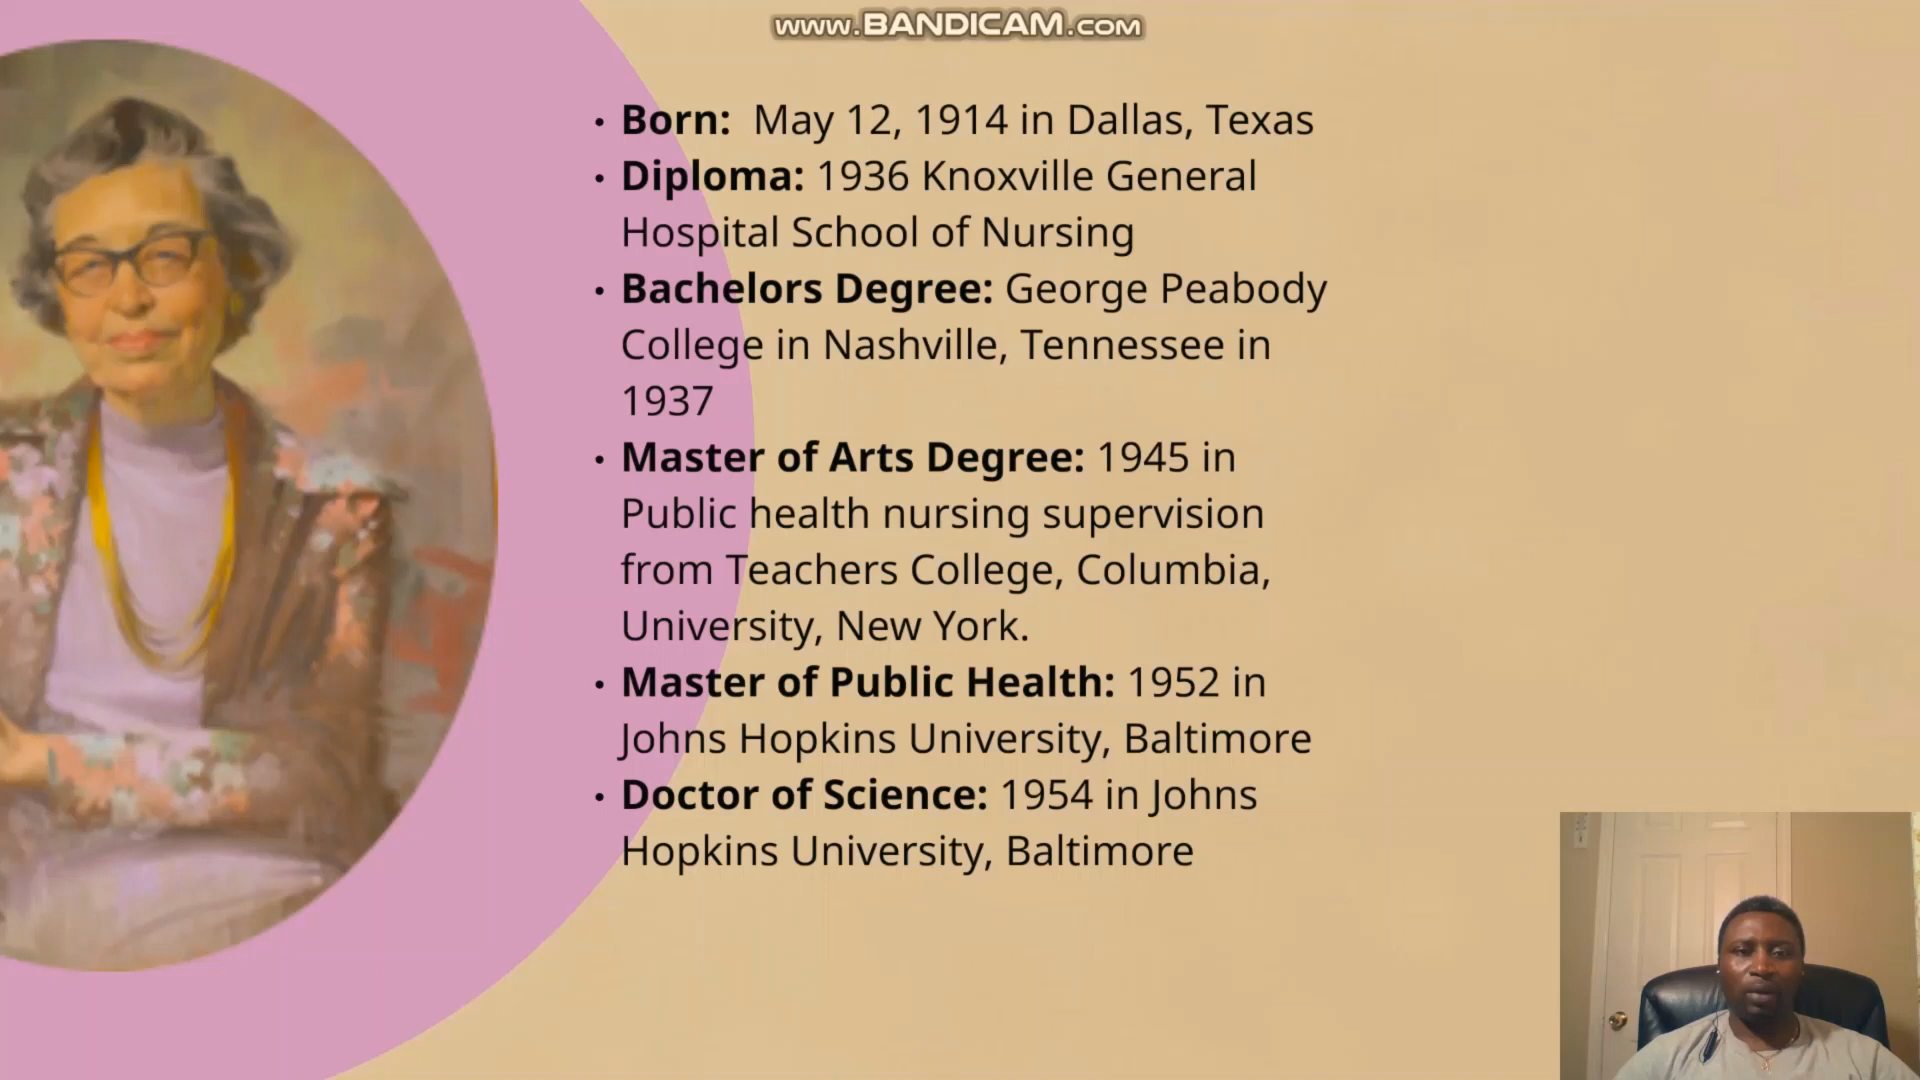 www.BANDICAM.com
• Born:  May 12, 1914 in Dallas, Texas
• Diploma: 1936 Knoxville General
Hospital School of Nursing
• Bachelors Degree: George Peabody
College in Nashville, Tennessee in
1937
• Master of Arts Degree: 1945 in
Public health nursing supervision
from Teachers College, Columbia,
University, New York.
• Master of Public Health: 1952 in
Johns Hopkins University, Baltimore
• Doctor of Science: 1954 in Johns
Hopkins University, Baltimore